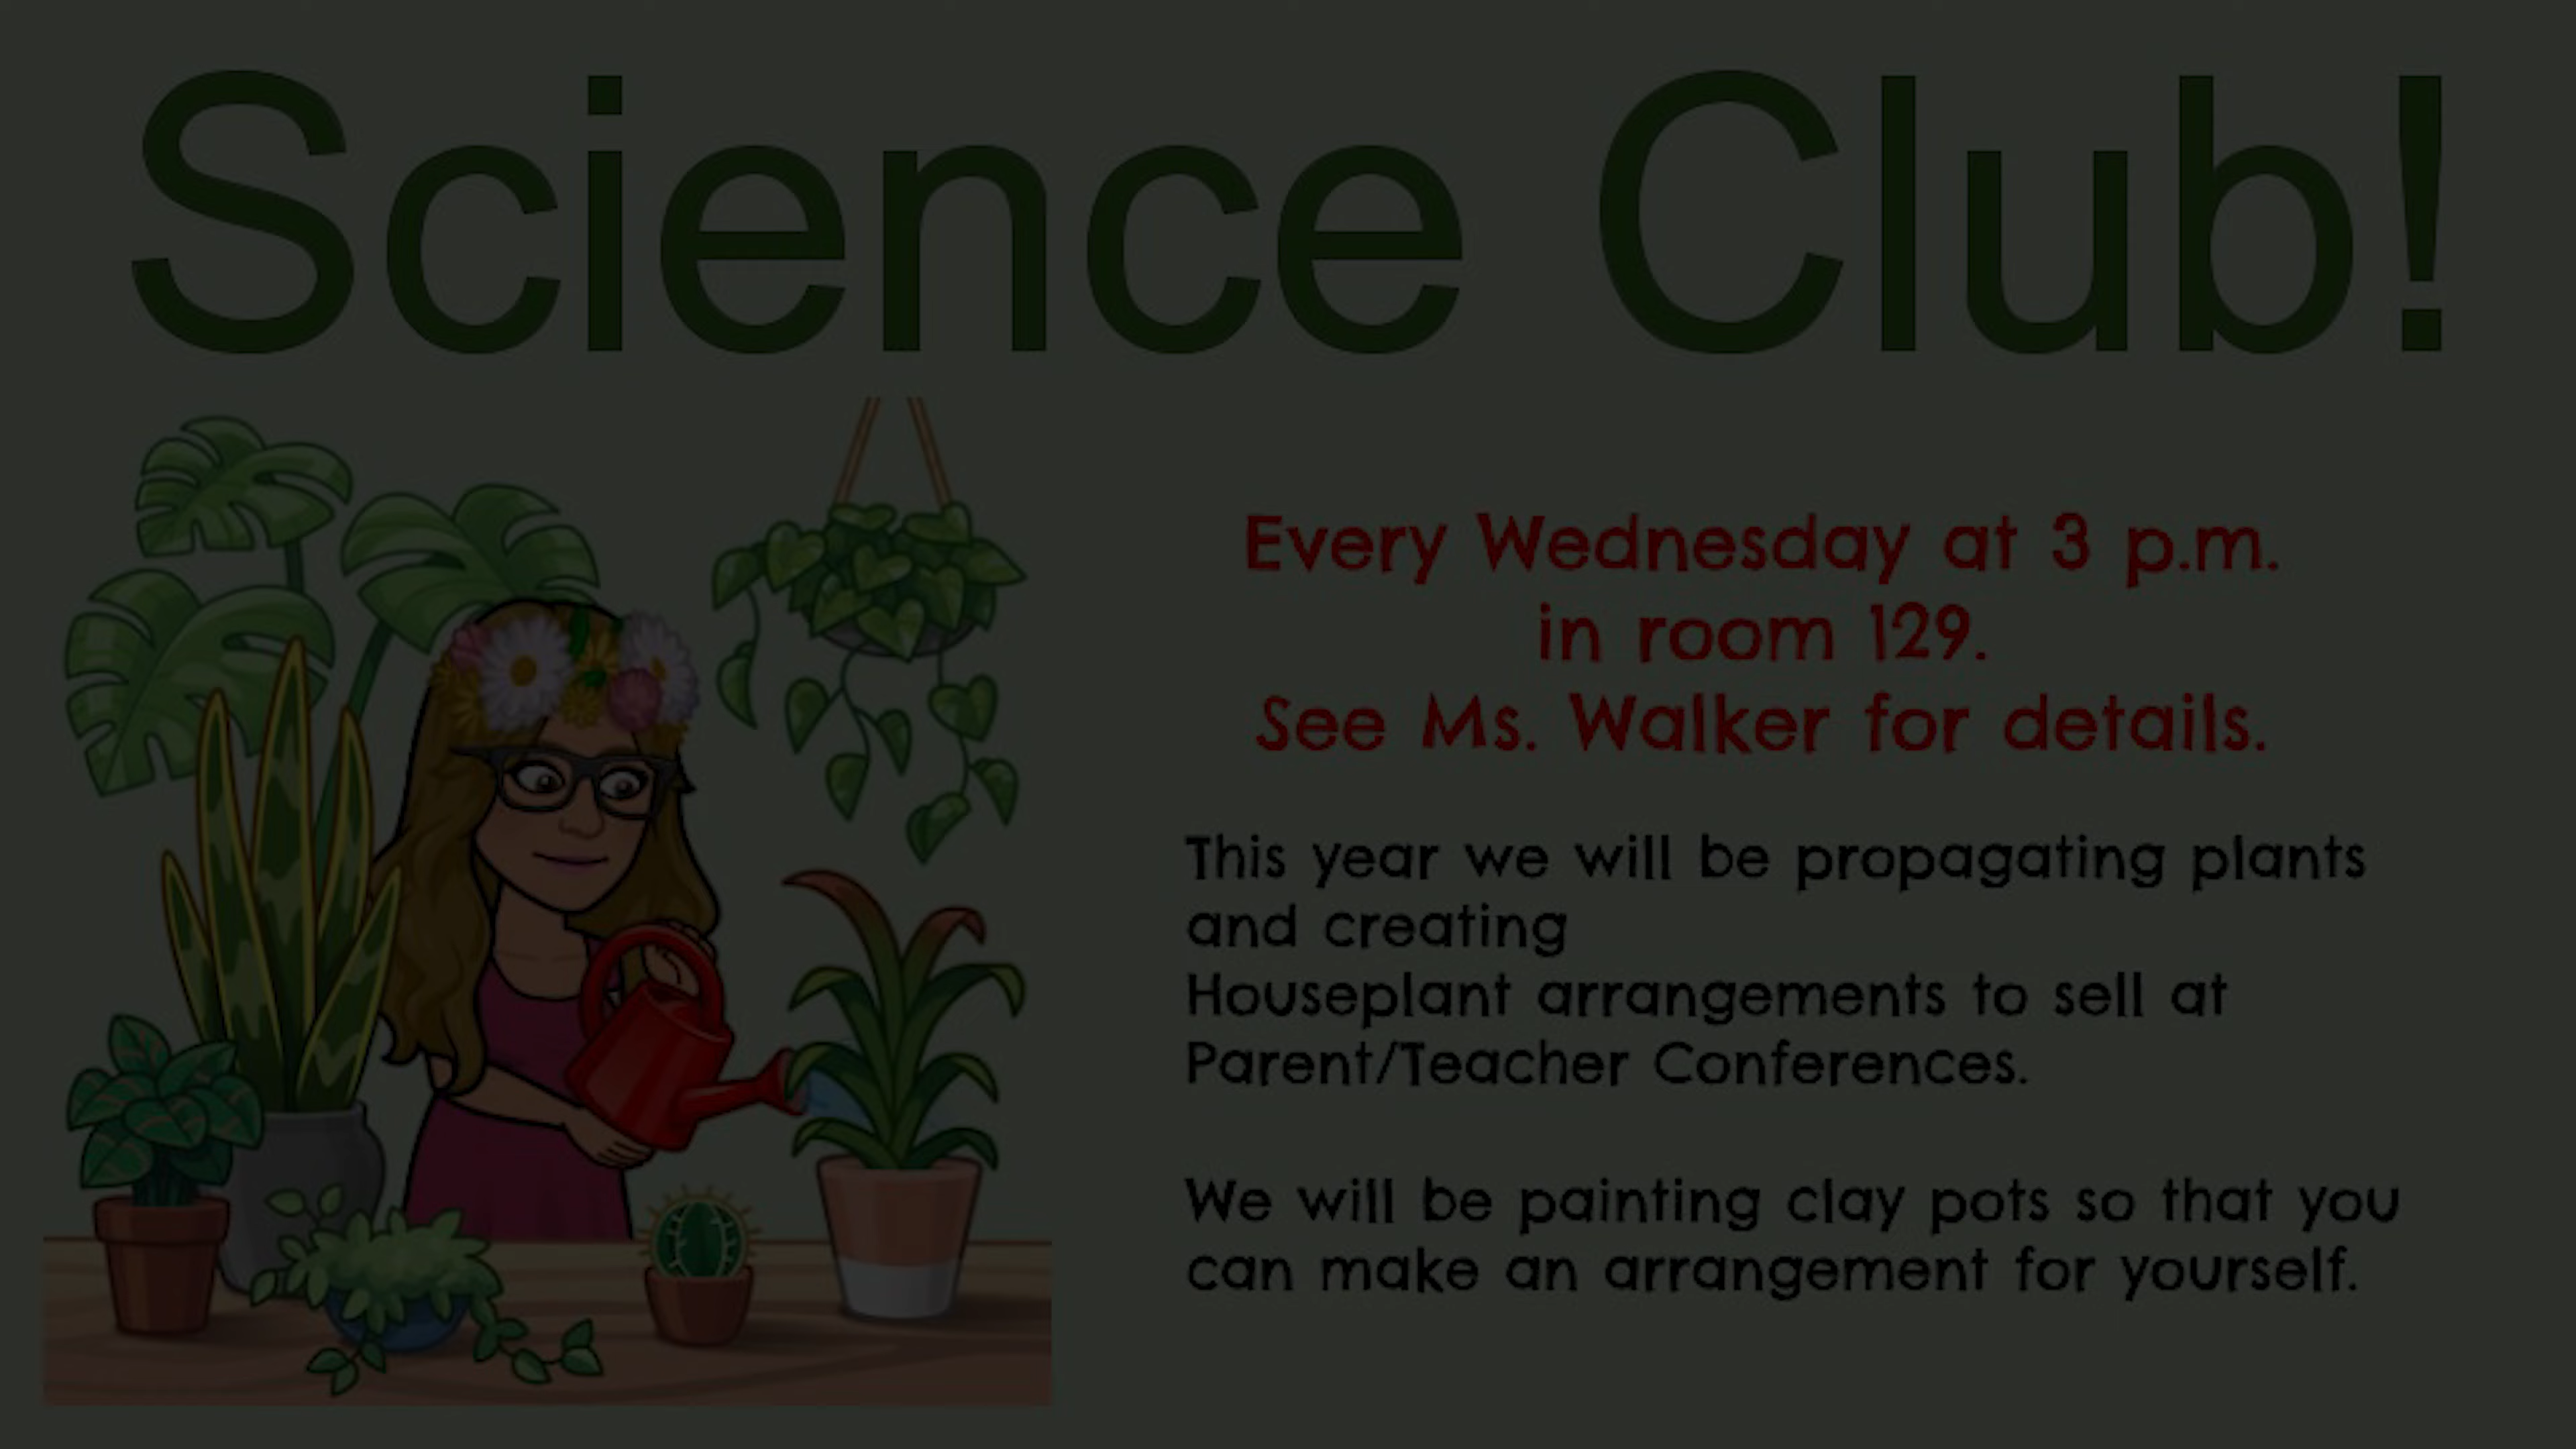 Science Club!
Every Wednesday at 3 p.m.
in room 129.
See Ms. Walker for details.
This year we will be propagating plants
and creating
Houseplant arrangements to sell at
Parent/Teacher Conferences.
We will be painting clay pots so that you
can make an arrangement for yourself.